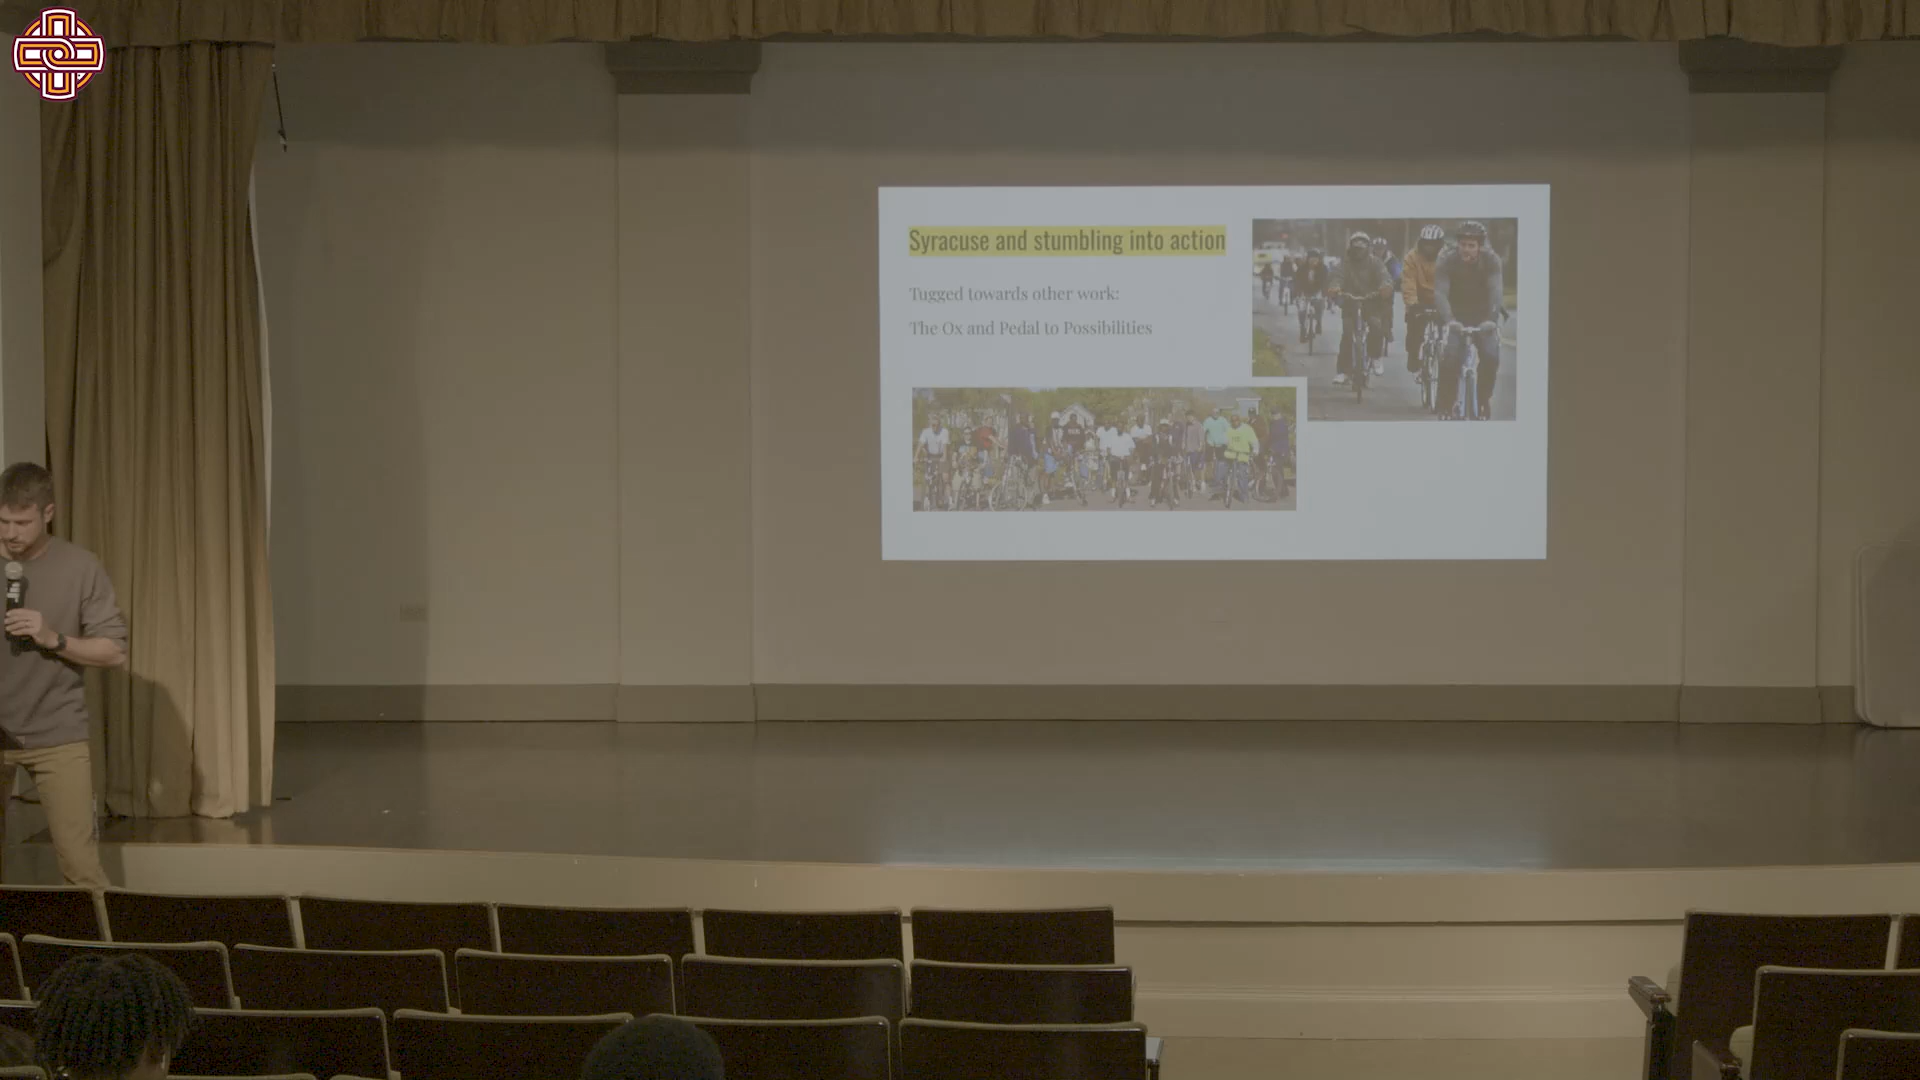 Syracuse and stumbling into action
Tugged towards other work:
The Ox and Pedal to Possibilities